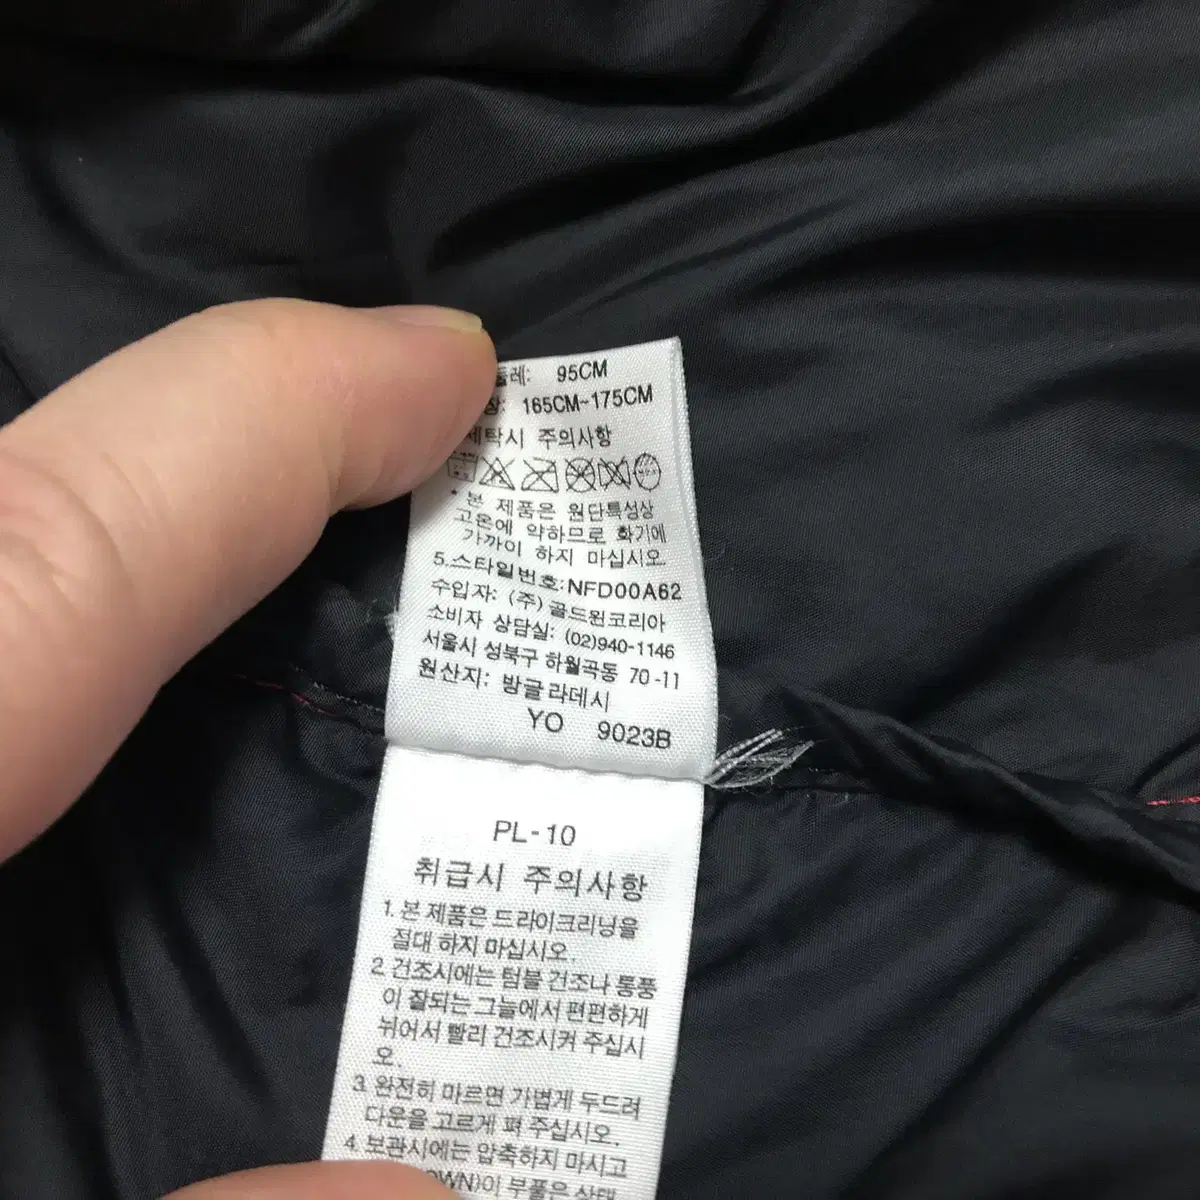 둘레: 95CM
장: 165CM~175CM
세탁시 주의사항
* 본 제품은 원단특성상
고온에 약하므로 화기에
가까이 하지 마십시오.
5.스타일번호: NFD00A62
수입자: (주)골드윈코리아
소비자 상담실: (02)940-1146
서울시 성북구 하월곡동 70-11
원산지: 방글라데시
YO 9023B
PL-10
취급시 주의사항
1. 본 제품은 드라이크리닝을
절대 하지 마십시오.
2. 건조시에는 텀블 건조나 통풍
이 잘되는 그늘에서 편편하게
뉘어서 빨리 건조시켜 주십시
오.
3. 완전히 마르면 가볍게 두드려
다운을 고르게 펴 주십시오.
4. 보관시에는 압축하지 마시고
OWN)이 부풀은 상태